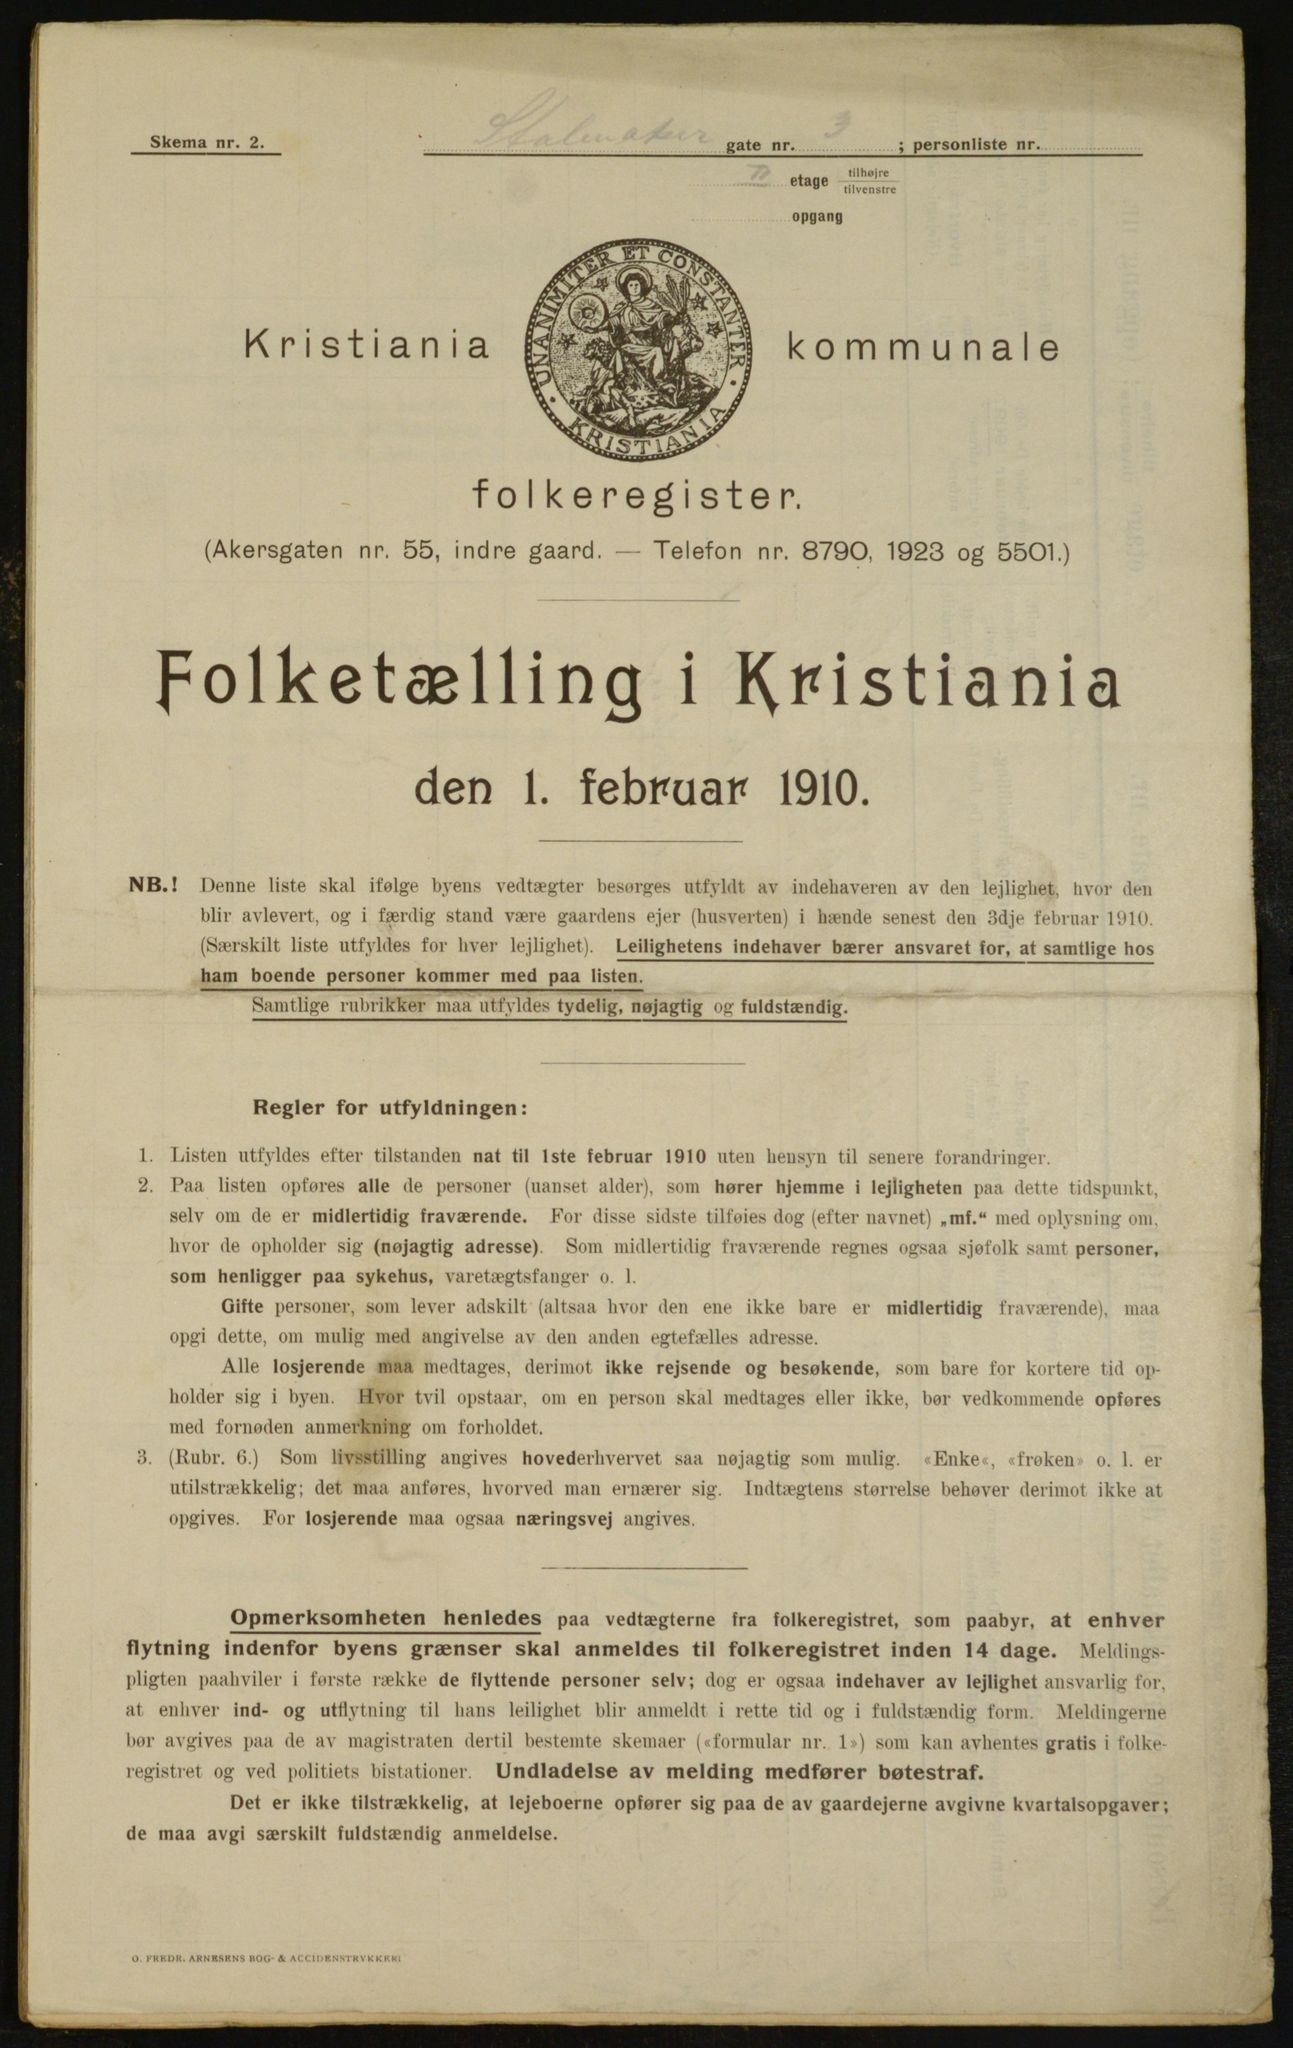 Skema nr. 2.
gate nr. 3 ; personliste nr.
II etage tilhøjre
tilvenstre
opgang
UNANIMITER ET CONSTANTER
KRISTIANIA
Kristiania kommunale
folkeregister.
(Akersgaten nr. 55, indre gaard. — Telefon nr. 8790, 1923 og 5501.)
Folketælling i Kristiania
den 1. februar 1910.
NB.! Denne liste skal ifølge byens vedtægter besørges utfyldt av indehaveren av den lejlighet, hvor den
blir avlevert, og i færdig stand være gaardens ejer (husverten) i hænde senest den 3dje februar 1910.
(Særskilt liste utfyldes for hver lejlighet). Leilighetens indehaver bærer ansvaret for, at samtlige hos
ham boende personer kommer med paa listen.
Samtlige rubrikker maa utfyldes tydelig, nøjagtig og fuldstændig.
Regler for utfyldningen:
1. Listen utfyldes efter tilstanden nat til 1ste februar 1910 uten hensyn til senere forandringer.
2. Paa listen opføres alle de personer (uanset alder), som hører hjemme i lejligheten paa dette tidspunkt,
selv om de er midlertidig fraværende. For disse sidste tilføies dog (efter navnet) „mf.“ med oplysning om,
hvor de opholder sig (nøjagtig adresse). Som midlertidig fraværende regnes ogsaa sjøfolk samt personer,
som henligger paa sykehus, varetægtsfanger o. l.
Gifte personer, som lever adskilt (altsaa hvor den ene ikke bare er midlertidig fraværende), maa
opgi dette, om mulig med angivelse av den anden egtefælles adresse.
Alle losjerende maa medtages, derimot ikke rejsende og besøkende, som bare for kortere tid op-
holder sig i byen. Hvor tvil opstaar, om en person skal medtages eller ikke, bør vedkommende opføres
med fornøden anmerkning om forholdet.
3. (Rubr. 6.) Som livsstilling angives hovederhvervet saa nøjagtig som mulig. «Enke«, «frøken» o. l. er
utilstrækkelig; det maa anføres, hvorved man ernærer sig. Indtægtens størrelse behøver derimot ikke at
opgives. For losjerende maa ogsaa næringsvej angives.
Opmerksomheten henledes paa vedtægterne fra folkeregistret, som paabyr, at enhver
flytning indenfor byens grænser skal anmeldes til folkeregistret inden 14 dage. Meldings-
pligten paahviler i første række de flyttende personer selv; dog er ogsaa indehaver av lejlighet ansvarlig for,
at enhver ind- og utflytning til hans leilighet blir anmeldt i rette tid og i fuldstændig form. Meldingerne
bør avgives paa de av magistraten dertil bestemte skemaer («formular nr. 1») som kan avhentes gratis i folke-
registret og ved politiets bistationer. Undladelse av melding medfører bøtestraf.
Det er ikke tilstrækkelig, at lejeboerne opfører sig paa de av gaardejerne avgivne kvartalsopgaver;
de maa avgi særskilt fuldstændig anmeldelse.
O. FREDR. ARNESENS BOG- & ACCIDENSTRYKKERI